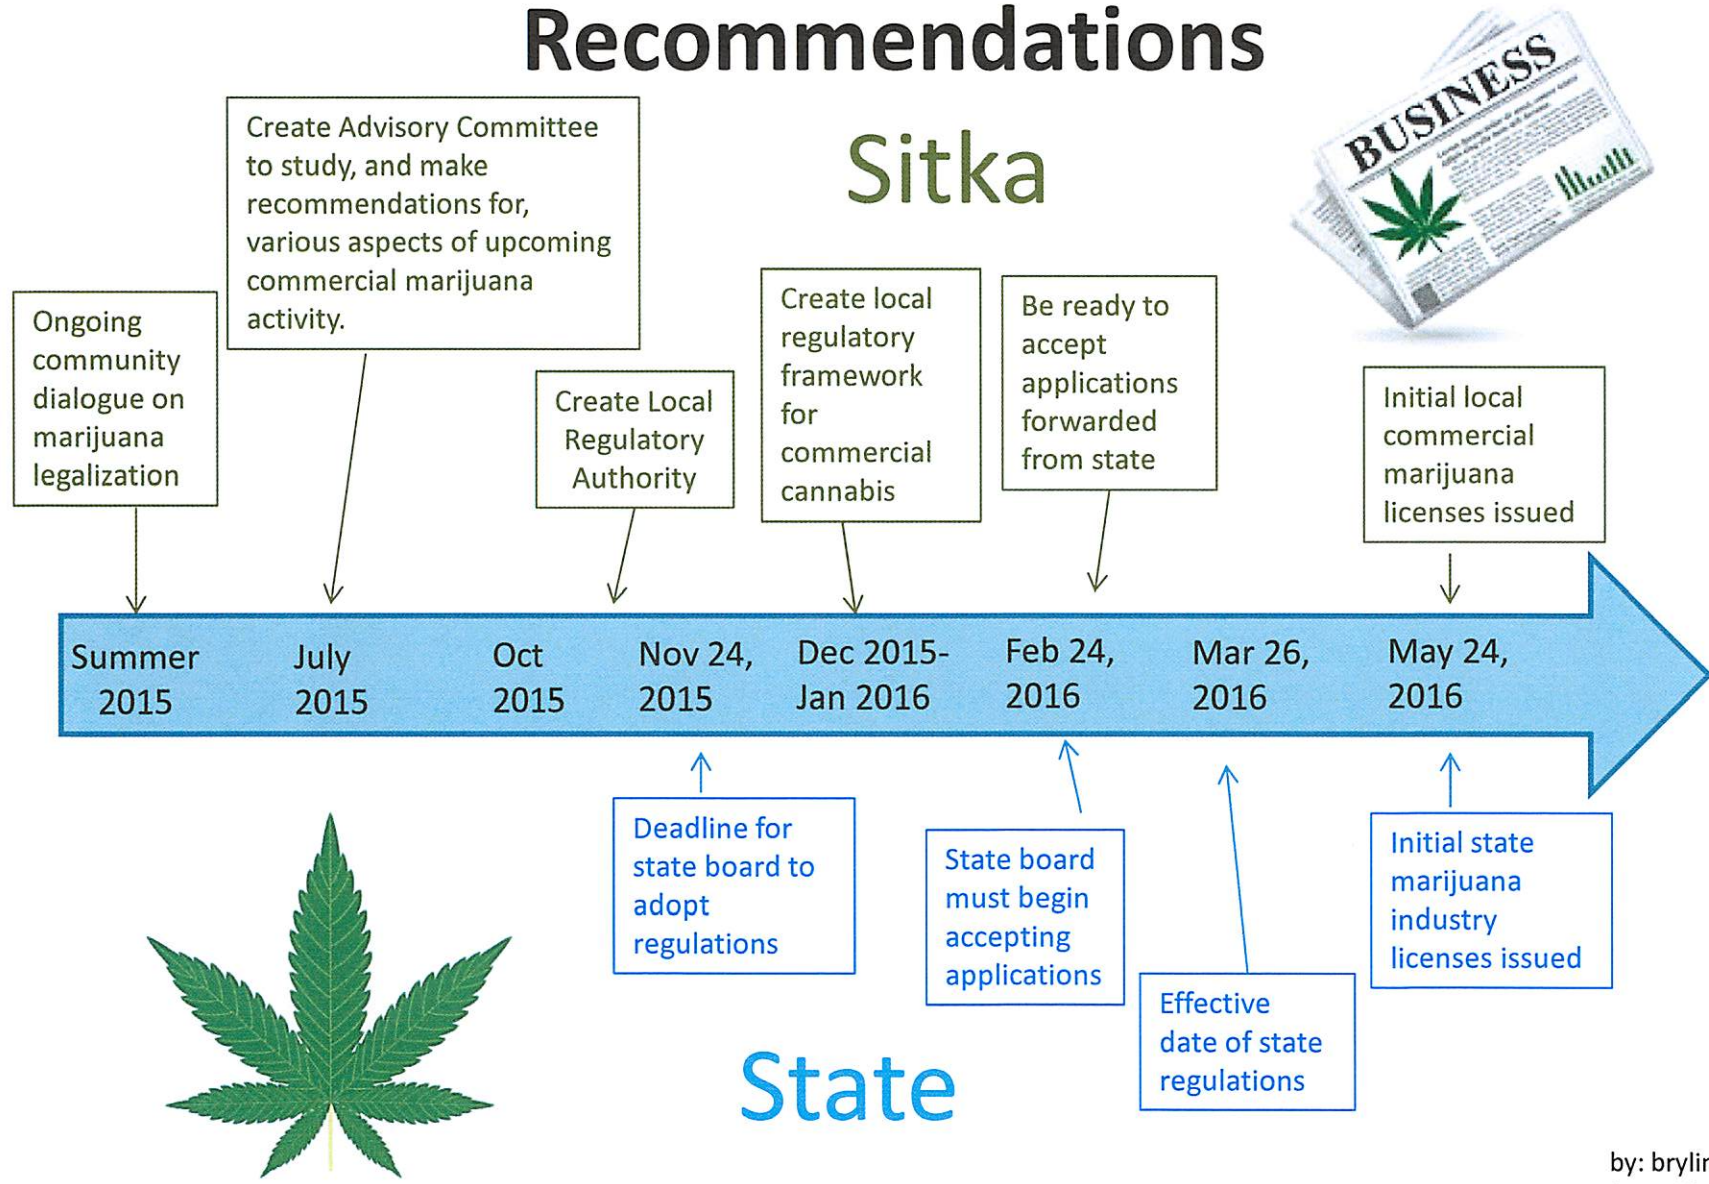 Recommendations
Sitka
BUSINESS
Create Advisory Committee
to study, and make
recommendations for,
various aspects of upcoming
commercial marijuana
activity.
Ongoing
community
dialogue on
marijuana
legalization
Create Local
Regulatory
Authority
Create local
regulatory
framework
for
commercial
cannabis
Be ready to
accept
applications
forwarded
from state
Initial local
commercial
marijuana
licenses issued
Summer
2015
July
2015
Oct
2015
Nov 24,
2015
Dec 2015-
Jan 2016
Feb 24,
2016
Mar 26,
2016
May 24,
2016
Deadline for
state board to
adopt
regulations
State board
must begin
accepting
applications
Effective
date of state
regulations
Initial state
marijuana
industry
licenses issued
State
by: brylin